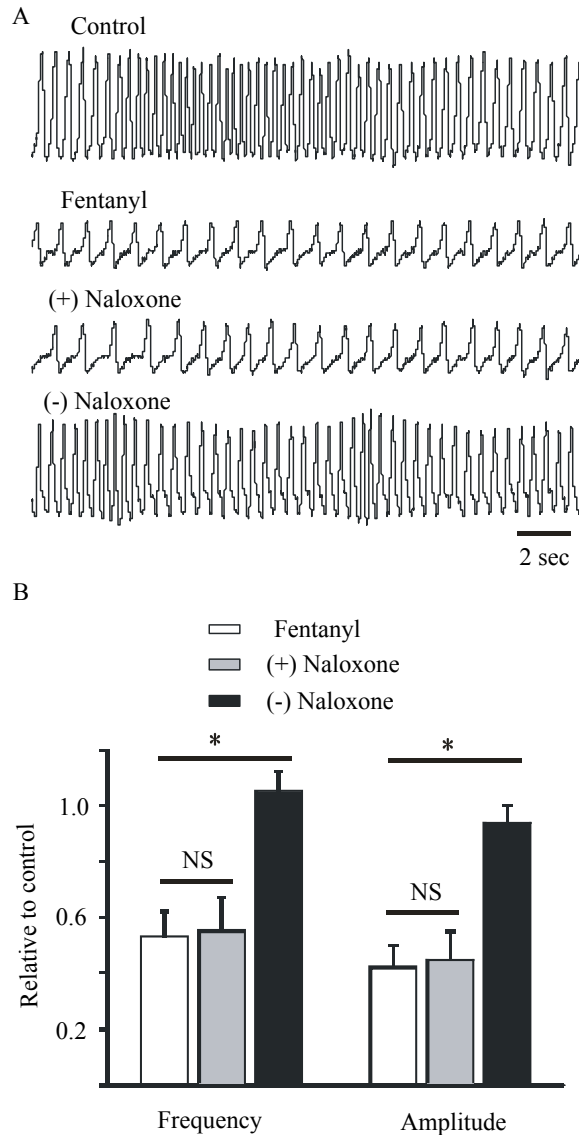 A
Control
Fentanyl
(+) Naloxone
(-) Naloxone
2 sec
B
Fentanyl
(+) Naloxone
(-) Naloxone
Relative to control
1.0
0.6
0.2
*
NS
*
NS
Frequency
Amplitude